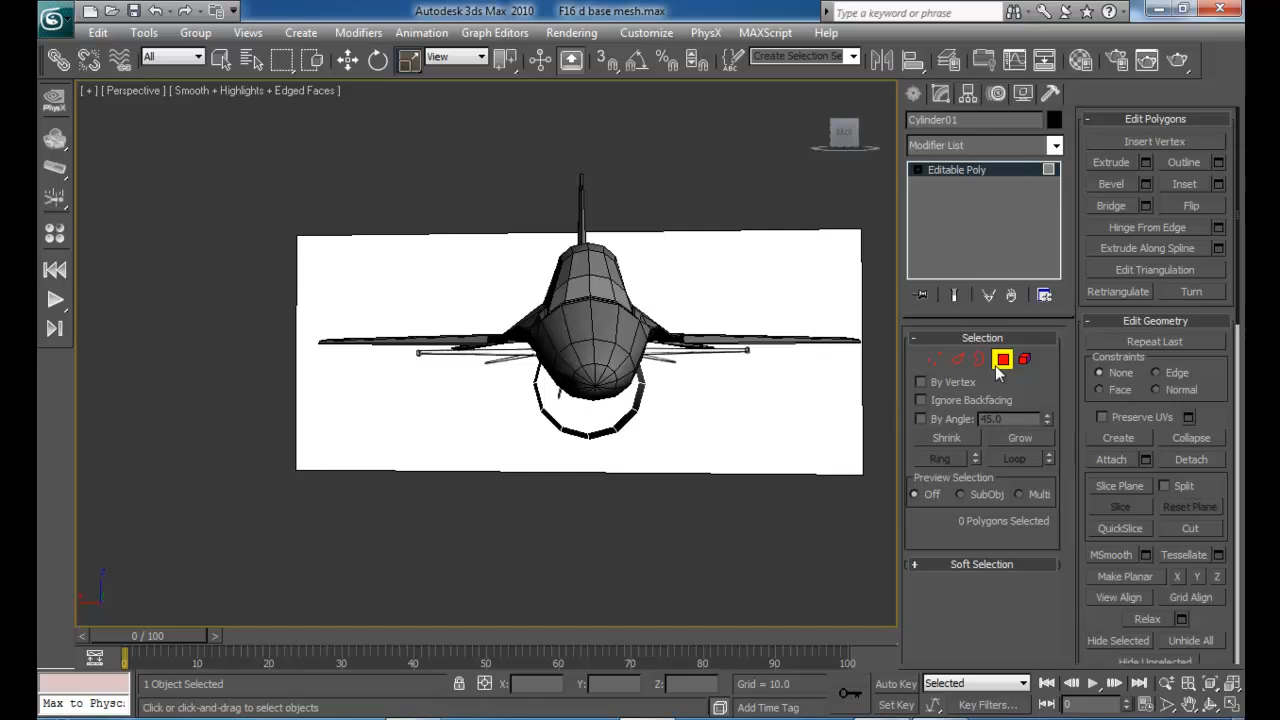 Autodesk 3ds Max 2010 F16 d base mesh.max
Type a keyword or phrase
Edit Tools Group Views Create Modifiers Animation Graph Editors Rendering Customize PhysX MAXScript Help
All
View
3
Create Selection Se
[ + ] [ Perspective ] [ Smooth + Highlights + Edged Faces ]
PhysX
BACK
Cylinder01
Modifier List
Editable Poly
- Selection
By Vertex
Ignore Backfacing
By Angle: 45.0
Shrink Grow
Ring Loop
Preview Selection
Off SubObj Multi
0 Polygons Selected
+ Soft Selection
- Edit Polygons
Insert Vertex
Extrude Outline
Bevel Inset
Bridge Flip
Hinge From Edge
Extrude Along Spline
Edit Triangulation
Retriangulate Turn
- Edit Geometry
Repeat Last
Constraints
None Edge
Face Normal
Preserve UVs
Create Collapse
Attach Detach
Slice Plane Split
Slice Reset Plane
QuickSlice Cut
MSmooth Tessellate
Make Planar X Y Z
View Align Grid Align
Relax
Hide Selected Unhide All
Hide Unselected
z
x
< 0 / 100 >
0 10 20 30 40 50 60 70 80 90 100
1 Object Selected X: Y: Z: Grid = 10.0 Auto Key Selected
Max to Physc. Click or click-and-drag to select objects Add Time Tag Set Key Key Filters... 0